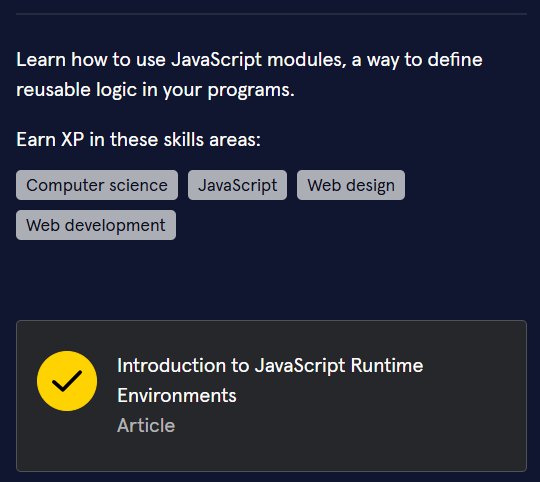 Learn how to use JavaScript modules, a way to define
reusable logic in your programs.
Earn XP in these skills areas:
Computer science
JavaScript
Web design
Web development
Introduction to JavaScript Runtime
Environments
Article